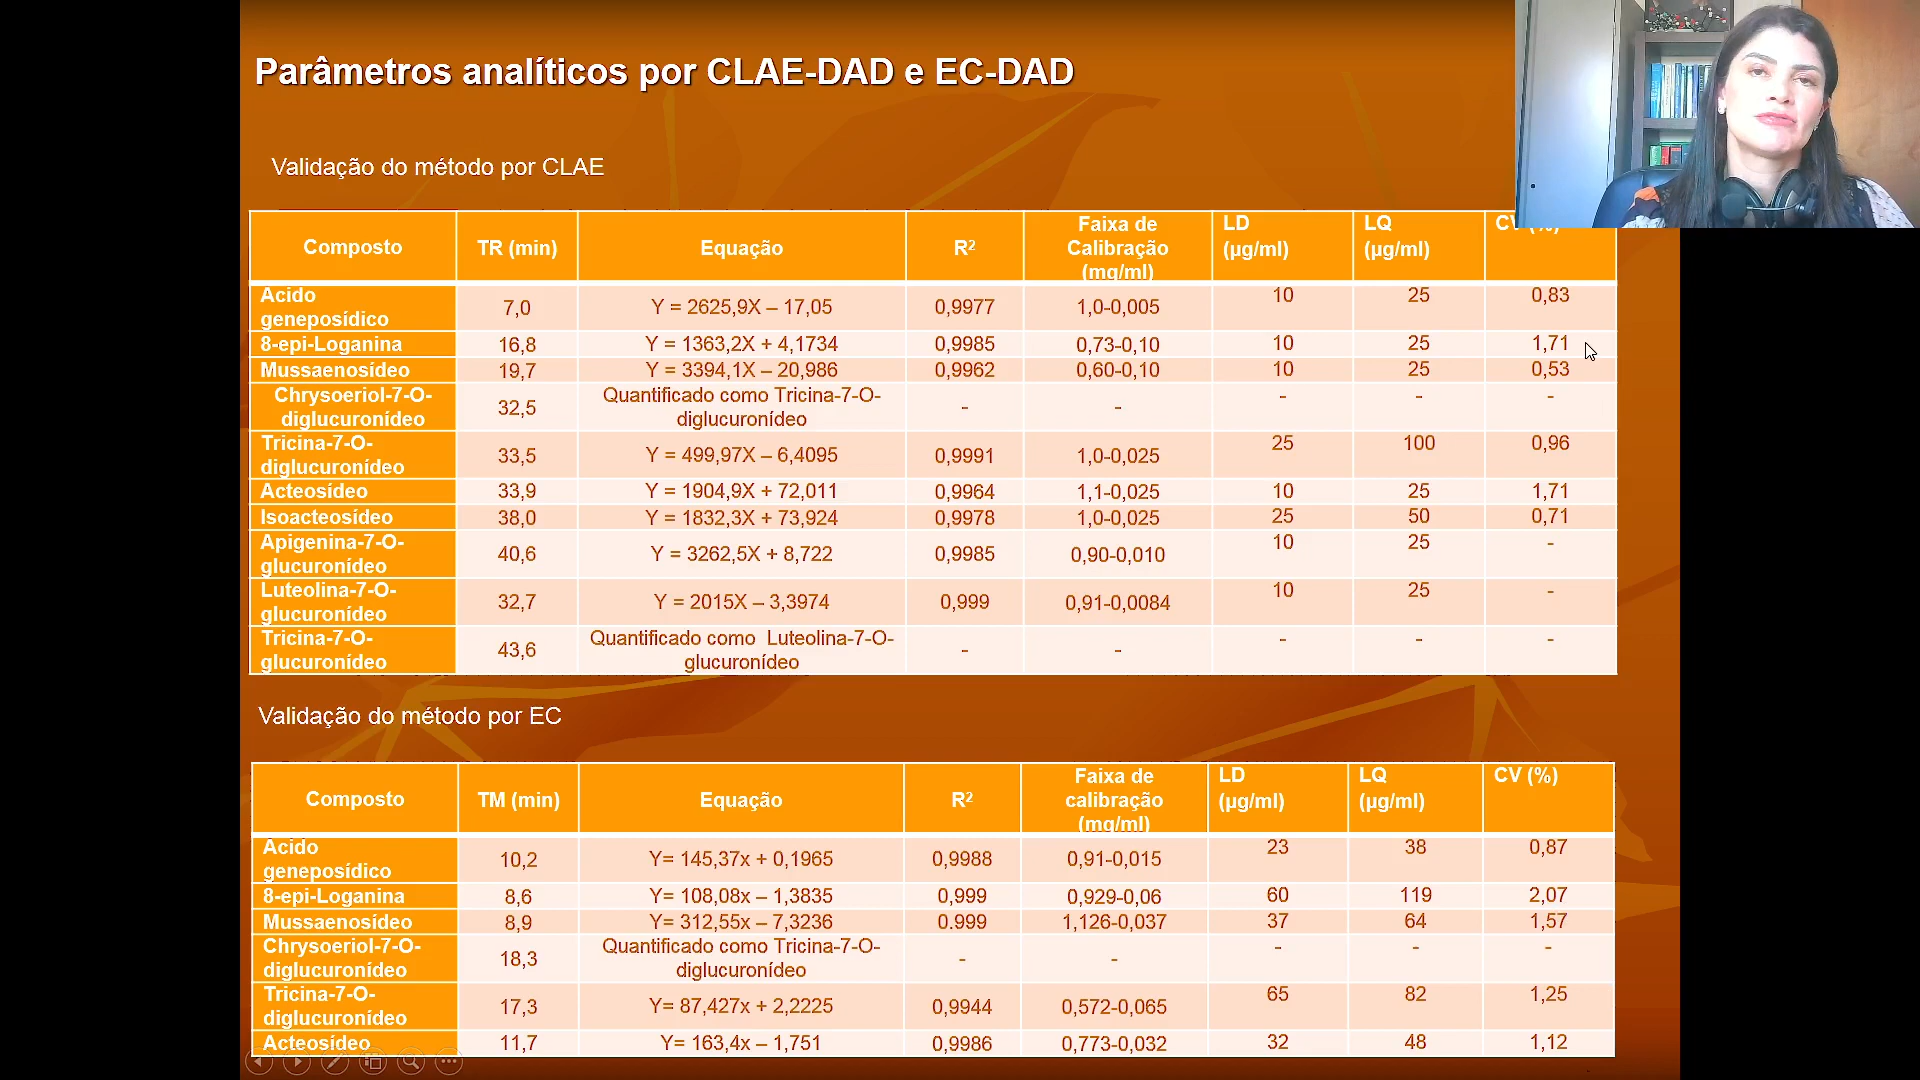 Parâmetros analíticos por CLAE-DAD e EC-DAD
Validação do método por CLAE
Composto TR (min) Equação R² Faixa de Calibração (mg/ml) LD (µg/ml) LQ (µg/ml) CV (%)
Acido geneposídico 7,0 Y = 2625,9X – 17,05 0,9977 1,0-0,005 10 25 0,83
8-epi-Loganina 16,8 Y = 1363,2X + 4,1734 0,9985 0,73-0,10 10 25 1,71
Mussaenosídeo 19,7 Y = 3394,1X – 20,986 0,9962 0,60-0,10 10 25 0,53
Chrysoeriol-7-O-diglucuronídeo 32,5 Quantificado como Tricina-7-O-diglucuronídeo - - - - -
Tricina-7-O-diglucuronídeo 33,5 Y = 499,97X – 6,4095 0,9991 1,0-0,025 25 100 0,96
Acteosídeo 33,9 Y = 1904,9X + 72,011 0,9964 1,1-0,025 10 25 1,71
Isoacteosídeo 38,0 Y = 1832,3X + 73,924 0,9978 1,0-0,025 25 50 0,71
Apigenina-7-O-glucuronídeo 40,6 Y = 3262,5X + 8,722 0,9985 0,90-0,010 10 25 -
Luteolina-7-O-glucuronídeo 32,7 Y = 2015X – 3,3974 0,999 0,91-0,0084 10 25 -
Tricina-7-O-glucuronídeo 43,6 Quantificado como Luteolina-7-O-glucuronídeo - - - - -
Validação do método por EC
Composto TM (min) Equação R² Faixa de calibração (mg/ml) LD (µg/ml) LQ (µg/ml) CV (%)
Acido geneposídico 10,2 Y= 145,37x + 0,1965 0,9988 0,91-0,015 23 38 0,87
8-epi-Loganina 8,6 Y= 108,08x – 1,3835 0,999 0,929-0,06 60 119 2,07
Mussaenosídeo 8,9 Y= 312,55x – 7,3236 0.999 1,126-0,037 37 64 1,57
Chrysoeriol-7-O-diglucuronídeo 18,3 Quantificado como Tricina-7-O-diglucuronídeo - - - - -
Tricina-7-O-diglucuronídeo 17,3 Y= 87,427x + 2,2225 0,9944 0,572-0,065 65 82 1,25
Acteosídeo 11,7 Y= 163,4x – 1,751 0,9986 0,773-0,032 32 48 1,12